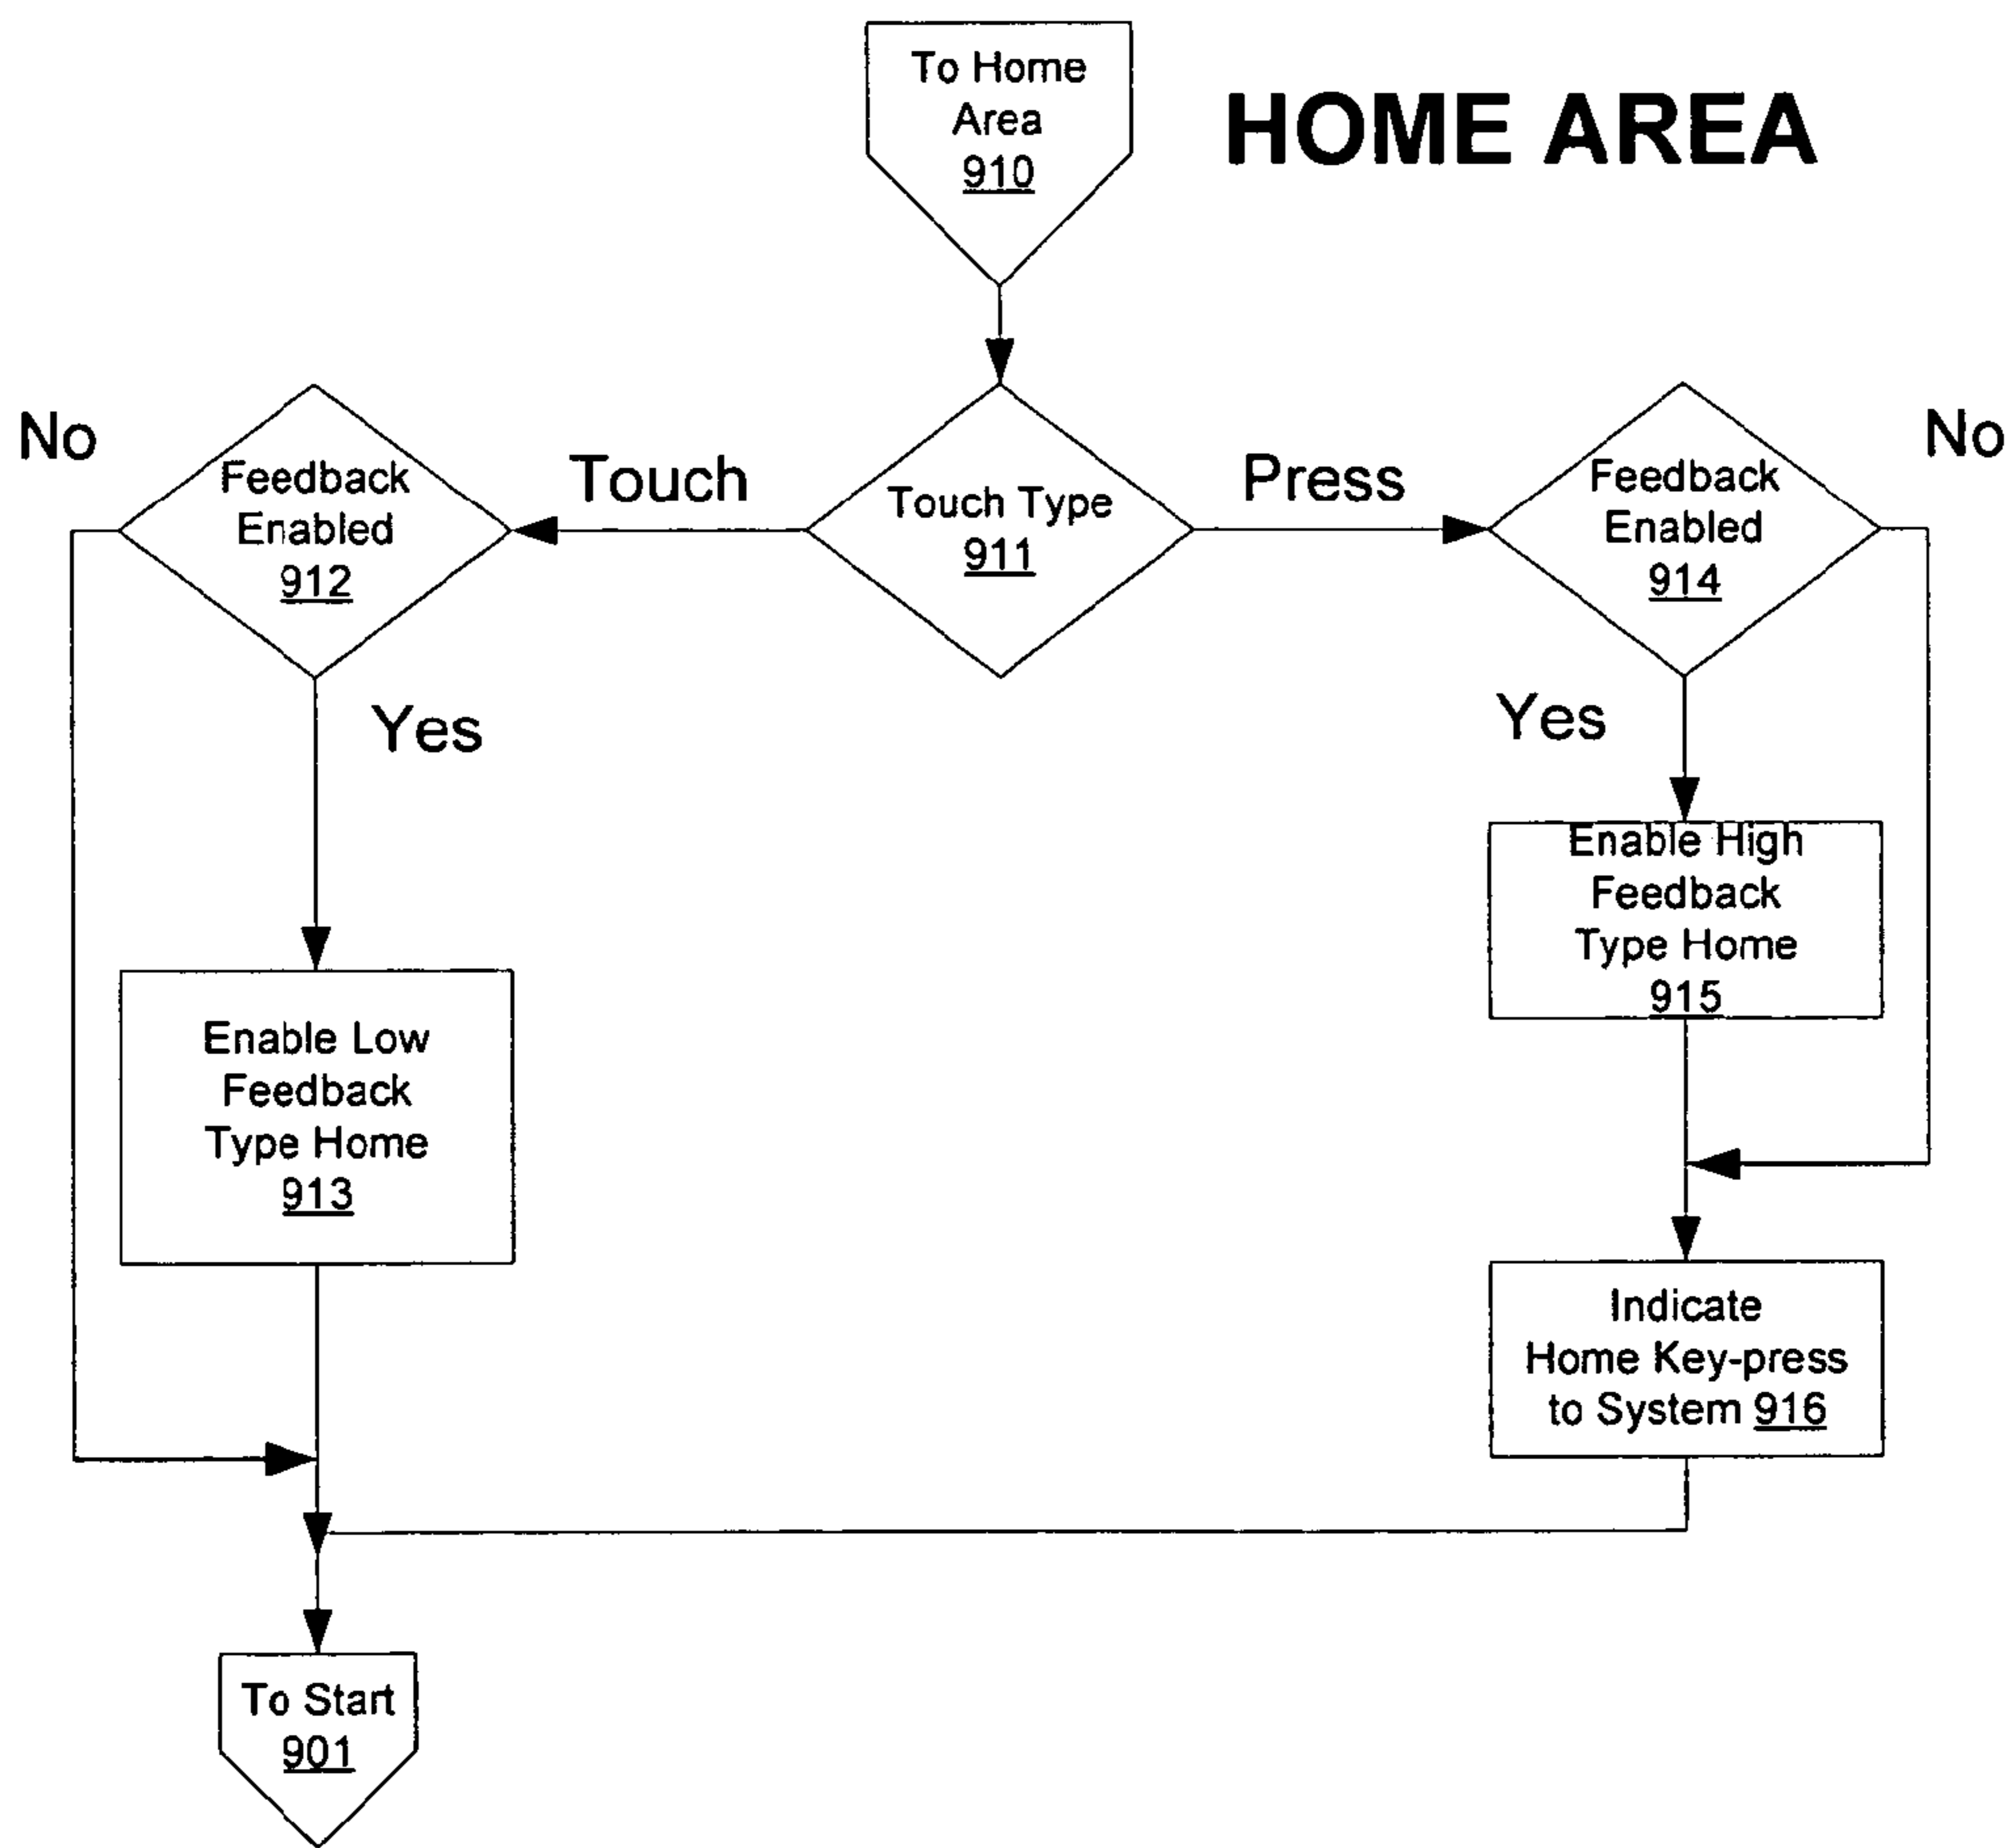 To Home
Area
910
HOME AREA
No
Feedback
Enabled
912
Touch
Touch Type
911
Press
Feedback
Enabled
914
No
Yes
Yes
Enable High
Feedback
Type Home
915
Enable Low
Feedback
Type Home
913
Indicate
Home Key-press
to System 916
To Start
901